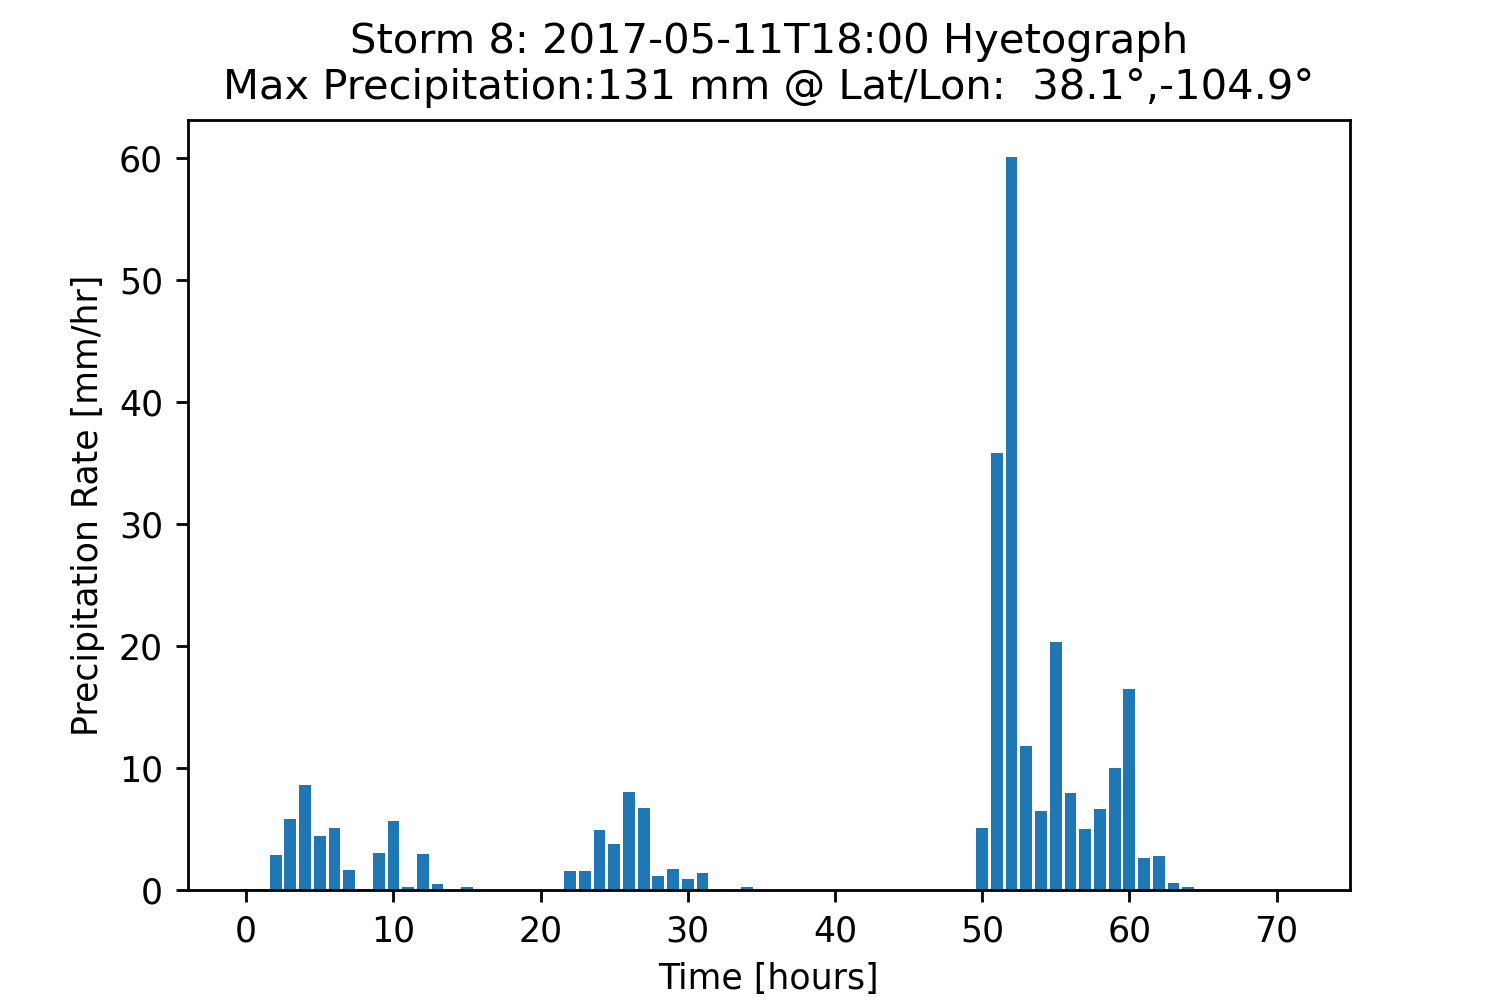 Storm 8: 2017-05-11T18:00 Hyetograph
Max Precipitation:131 mm @ Lat/Lon:  38.1°,-104.9°
60
50
40
30
20
10
0
Precipitation Rate [mm/hr]
0 10 20 30 40 50 60 70
Time [hours]